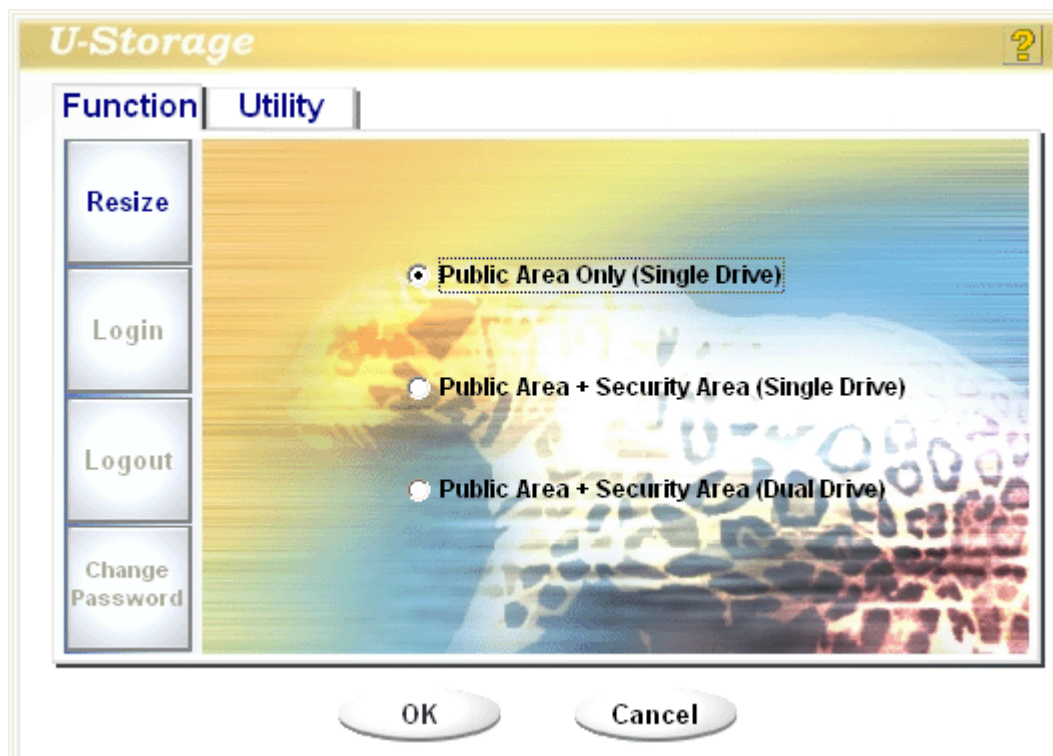 U-Storage
?
Function
Utility
Resize
Login
Logout
Change
Password
Public Area Only (Single Drive)
Public Area + Security Area (Single Drive)
Public Area + Security Area (Dual Drive)
OK
Cancel